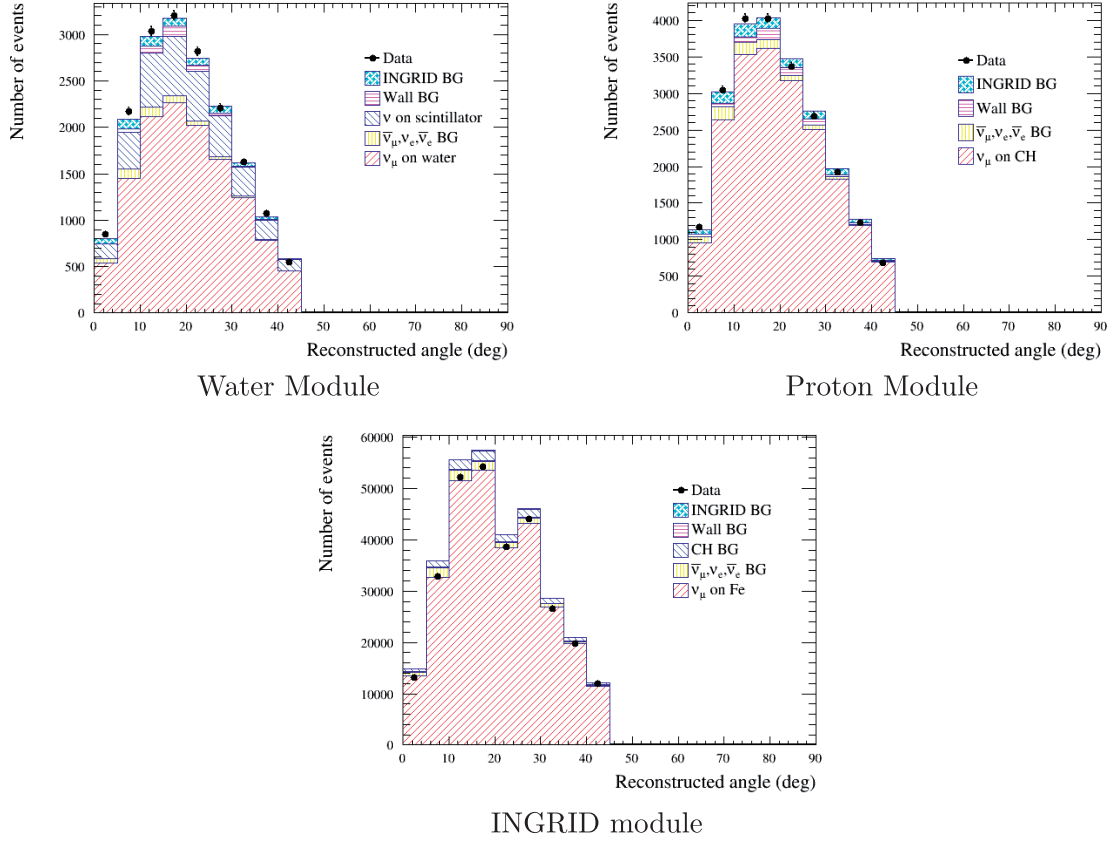 Number of events
3000
2500
2000
1500
1000
500
0
0 10 20 30 40 50 60 70 80 90
Reconstructed angle (deg)
Data
INGRID BG
Wall BG
ν on scintillator
ν̅μ,νe,ν̅e BG
νμ on water
Water Module
Number of events
4000
3500
3000
2500
2000
1500
1000
500
0
0 10 20 30 40 50 60 70 80 90
Reconstructed angle (deg)
Data
INGRID BG
Wall BG
ν̅μ,νe,ν̅e BG
νμ on CH
Proton Module
Number of events
60000
50000
40000
30000
20000
10000
0
0 10 20 30 40 50 60 70 80 90
Reconstructed angle (deg)
Data
INGRID BG
Wall BG
CH BG
ν̅μ,νe,ν̅e BG
νμ on Fe
INGRID module